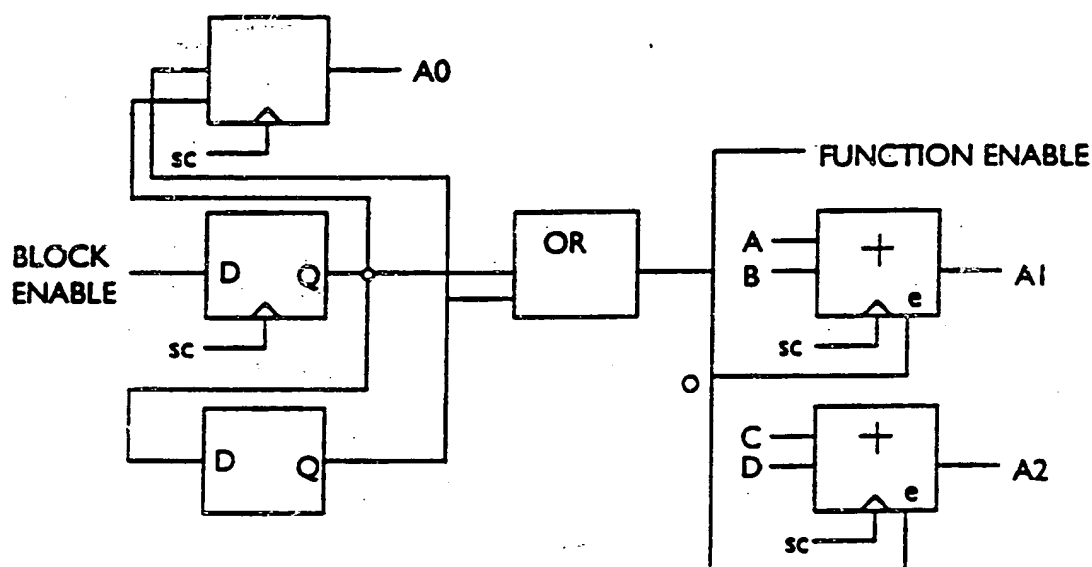 A0
sc
FUNCTION ENABLE
BLOCK
ENABLE
D Q
sc
OR
A
B
+
e
A1
sc
D Q
C
D
+
e
A2
sc